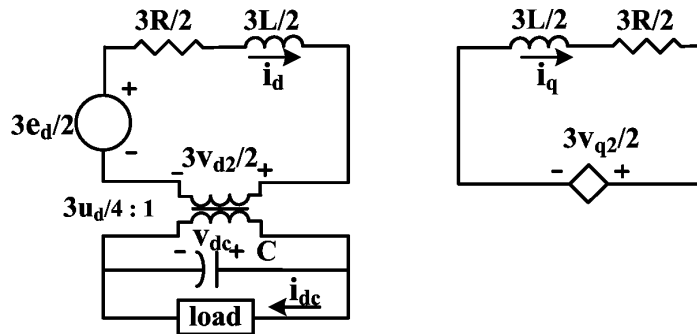 3R/2 3L/2
i_d
+
3e_d/2
-
- 3v_d2/2 +
3u_d/4 : 1
- v_dc + C
i_dc
load
3L/2 3R/2
i_q
3v_q2/2
- +